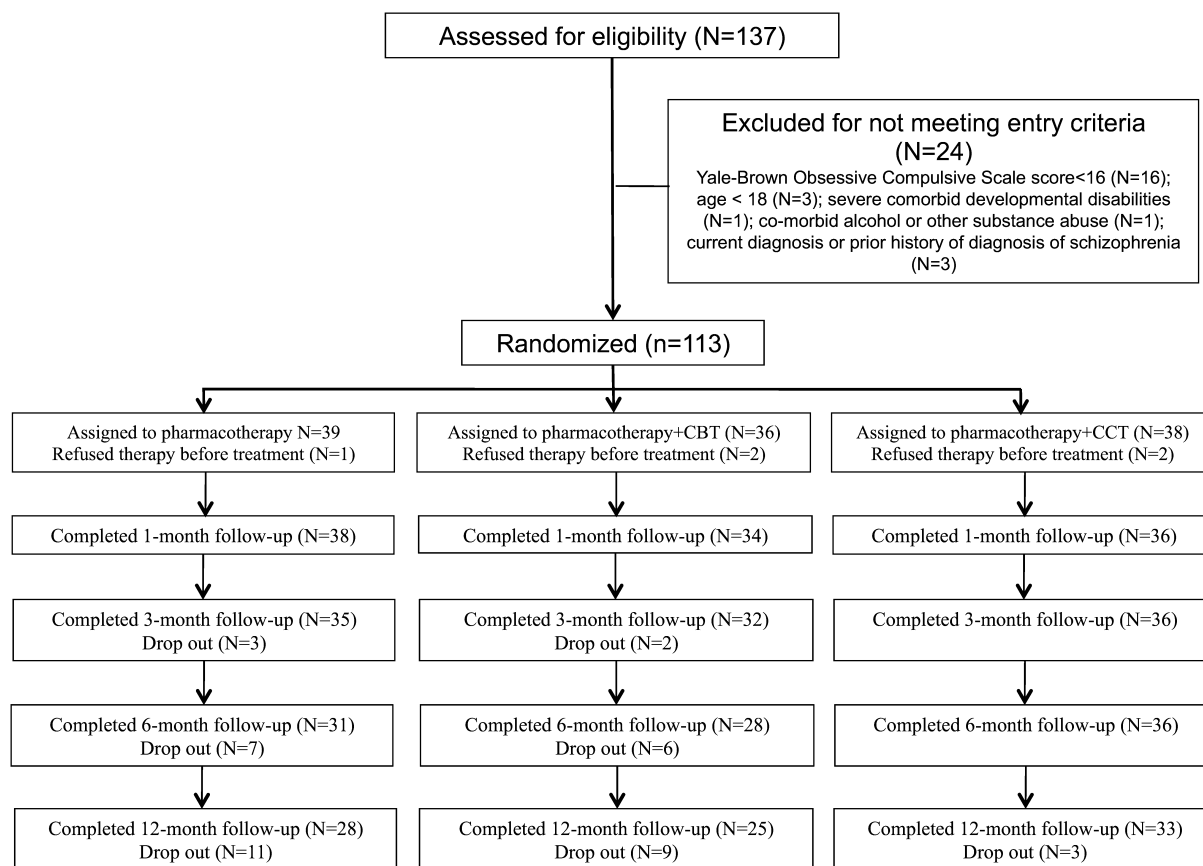 Assessed for eligibility (N=137)
Excluded for not meeting entry criteria
(N=24)
Yale-Brown Obsessive Compulsive Scale score<16 (N=16);
age < 18 (N=3); severe comorbid developmental disabilities
(N=1); co-morbid alcohol or other substance abuse (N=1);
current diagnosis or prior history of diagnosis of schizophrenia
(N=3)
Randomized (n=113)
Assigned to pharmacotherapy N=39
Refused therapy before treatment (N=1)
Assigned to pharmacotherapy+CBT (N=36)
Refused therapy before treatment (N=2)
Assigned to pharmacotherapy+CCT (N=38)
Refused therapy before treatment (N=2)
Completed 1-month follow-up (N=38)
Completed 1-month follow-up (N=34)
Completed 1-month follow-up (N=36)
Completed 3-month follow-up (N=35)
Drop out (N=3)
Completed 3-month follow-up (N=32)
Drop out (N=2)
Completed 3-month follow-up (N=36)
Completed 6-month follow-up (N=31)
Drop out (N=7)
Completed 6-month follow-up (N=28)
Drop out (N=6)
Completed 6-month follow-up (N=36)
Completed 12-month follow-up (N=28)
Drop out (N=11)
Completed 12-month follow-up (N=25)
Drop out (N=9)
Completed 12-month follow-up (N=33)
Drop out (N=3)